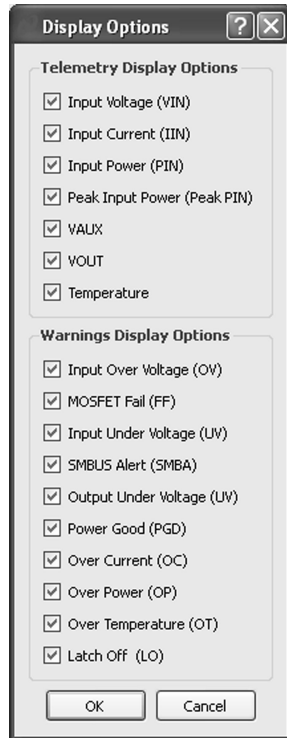 Display Options
Telemetry Display Options
Input Voltage (VIN)
Input Current (IIN)
Input Power (PIN)
Peak Input Power (Peak PIN)
VAUX
VOUT
Temperature
Warnings Display Options
Input Over Voltage (OV)
MOSFET Fail (FF)
Input Under Voltage (UV)
SMBUS Alert (SMBA)
Output Under Voltage (UV)
Power Good (PGD)
Over Current (OC)
Over Power (OP)
Over Temperature (OT)
Latch Off (LO)
OK Cancel